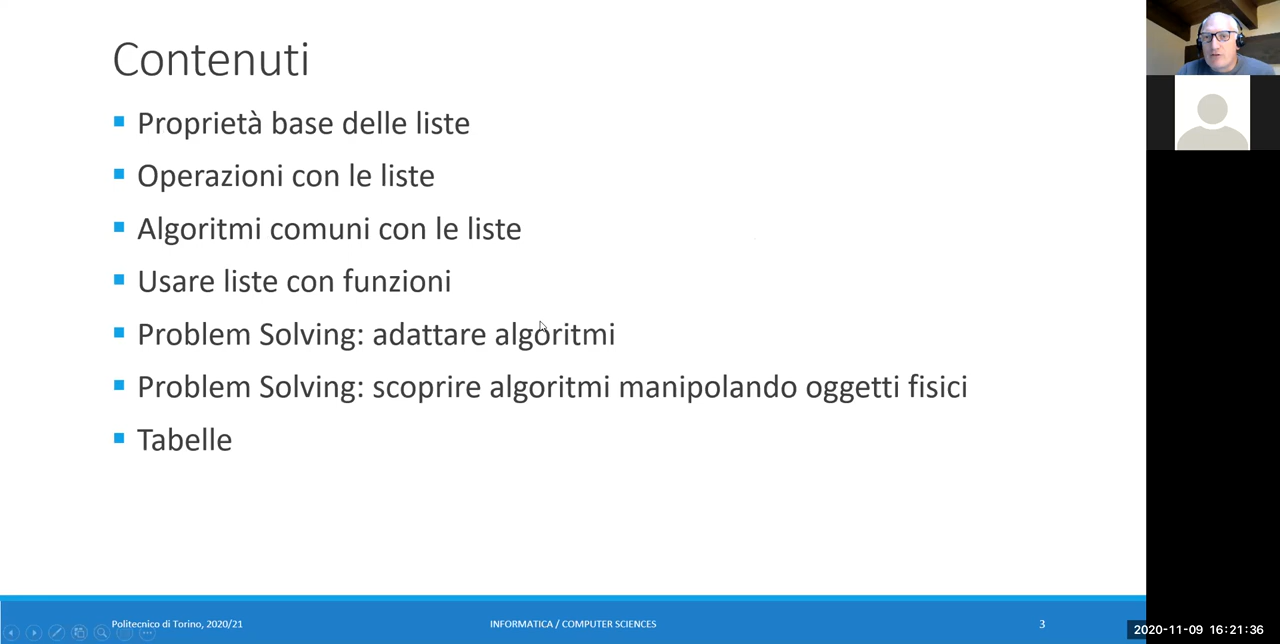 Contenuti
Proprietà base delle liste
Operazioni con le liste
Algoritmi comuni con le liste
Usare liste con funzioni
Problem Solving: adattare algoritmi
Problem Solving: scoprire algoritmi manipolando oggetti fisici
Tabelle
Politecnico di Torino, 2020/21
INFORMATICA / COMPUTER SCIENCES
3
2020-11-09 16:21:36